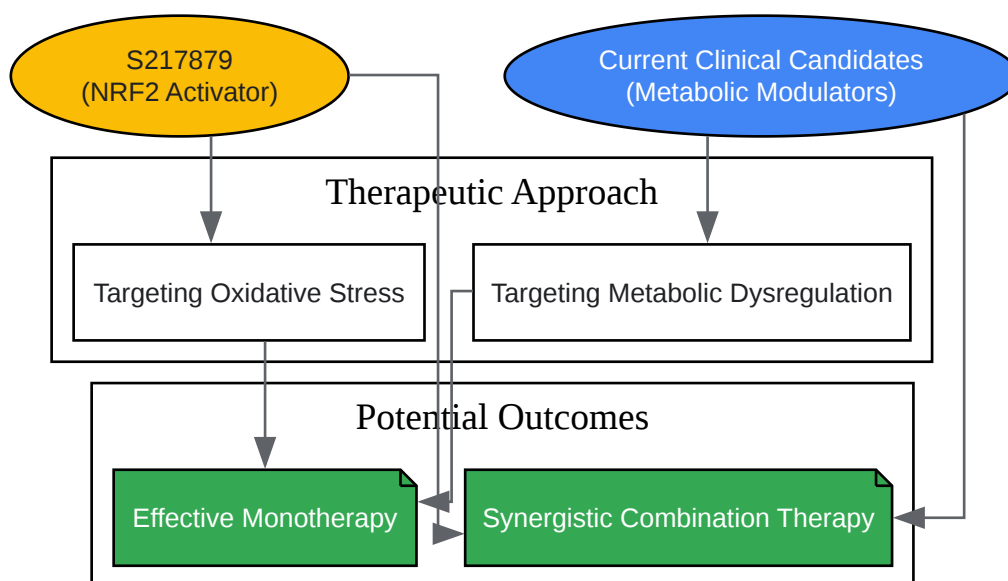 S217879
(NRF2 Activator)
Current Clinical Candidates
(Metabolic Modulators)
Therapeutic Approach
Targeting Oxidative Stress
Targeting Metabolic Dysregulation
Potential Outcomes
Effective Monotherapy
Synergistic Combination Therapy